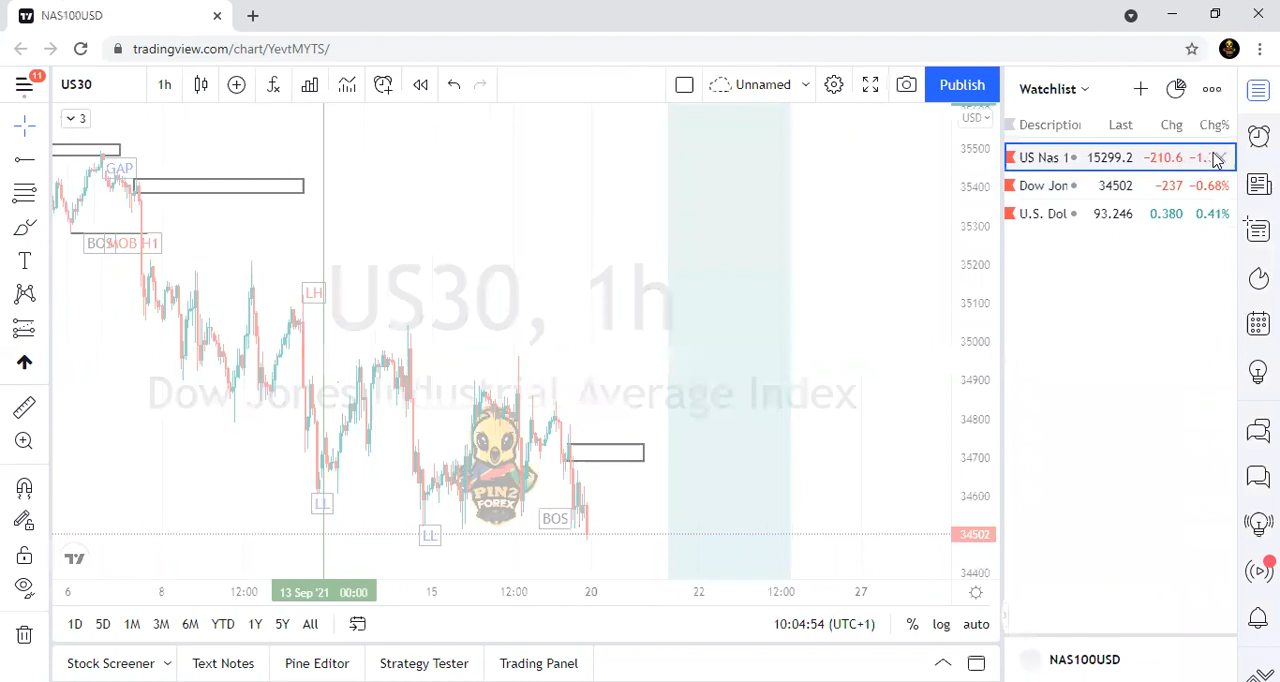 NAS100USD
tradingview.com/chart/YevtMYTS/
11
US30
1h
Unnamed
Publish
Watchlist
3
USD
Description Last Chg Chg%
US Nas 1 15299.2 −210.6
Dow Jon 34502 −237 −0.68%
U.S. Dol 93.246 0.380 0.41%
35500
35400
35300
35200
35100
35000
34900
34800
34700
34600
34502
34400
GAP
BOS
MOB H1
LH
US30, 1h
Dow Jones Industrial Average Index
PIN2
FOREX
LL
LL
BOS
6 8 12:00 13 Sep '21 00:00 15 12:00 20 22 12:00 27
1D 5D 1M 3M 6M YTD 1Y 5Y All
10:04:54 (UTC+1) % log auto
Stock Screener Text Notes Pine Editor Strategy Tester Trading Panel
NAS100USD